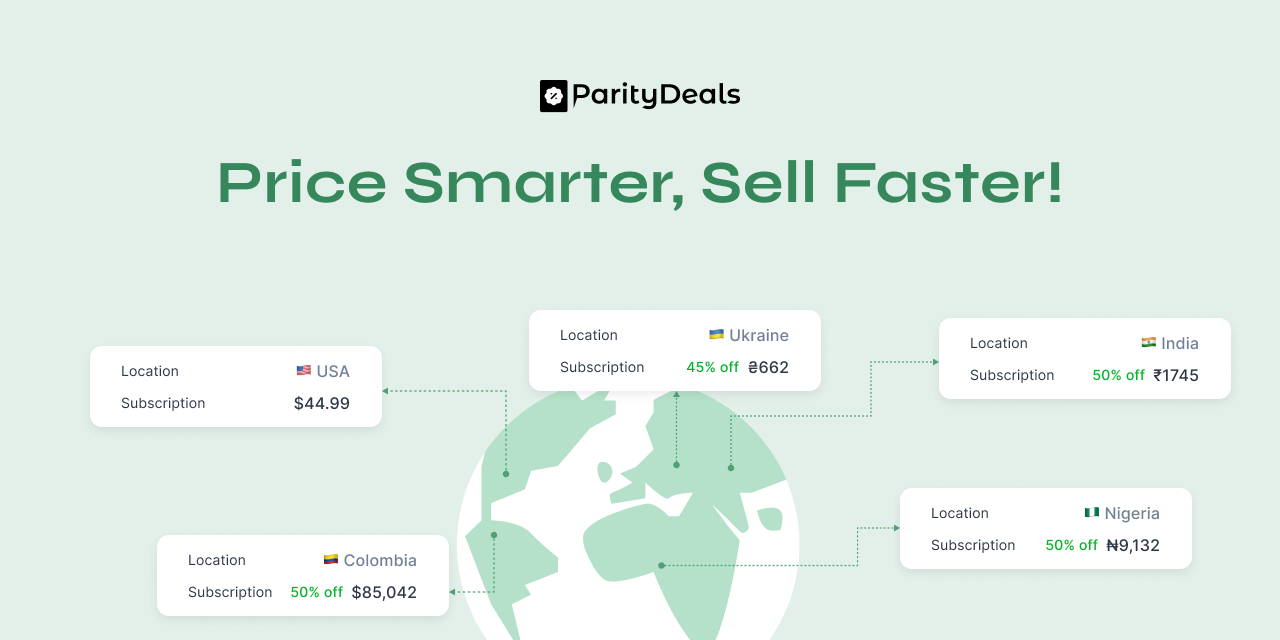 ParityDeals
Price Smarter, Sell Faster!
Location USA
Subscription $44.99
Location Ukraine
Subscription 45% off ₴662
Location India
Subscription 50% off ₹1745
Location Colombia
Subscription 50% off $85,042
Location Nigeria
Subscription 50% off ₦9,132